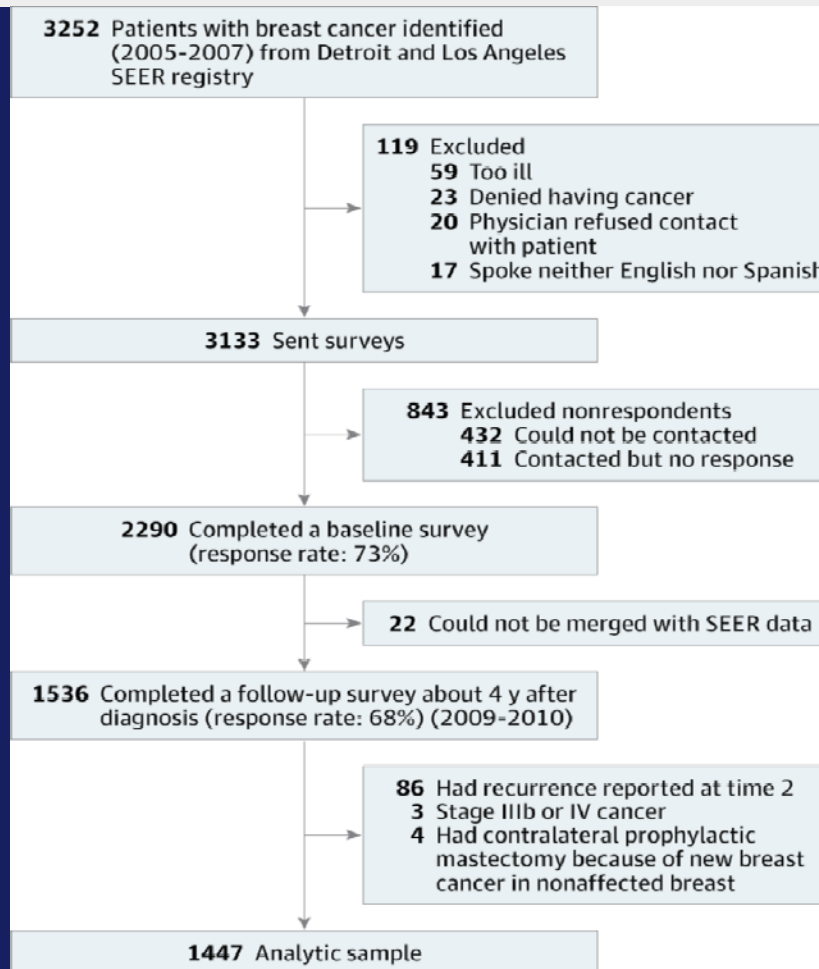 3252 Patients with breast cancer identified
(2005-2007) from Detroit and Los Angeles
SEER registry
119 Excluded
59 Too ill
23 Denied having cancer
20 Physician refused contact
with patient
17 Spoke neither English nor Spanish
3133 Sent surveys
843 Excluded nonrespondents
432 Could not be contacted
411 Contacted but no response
2290 Completed a baseline survey
(response rate: 73%)
22 Could not be merged with SEER data
1536 Completed a follow-up survey about 4 y after
diagnosis (response rate: 68%) (2009-2010)
86 Had recurrence reported at time 2
3 Stage IIIb or IV cancer
4 Had contralateral prophylactic
mastectomy because of new breast
cancer in nonaffected breast
1447 Analytic sample